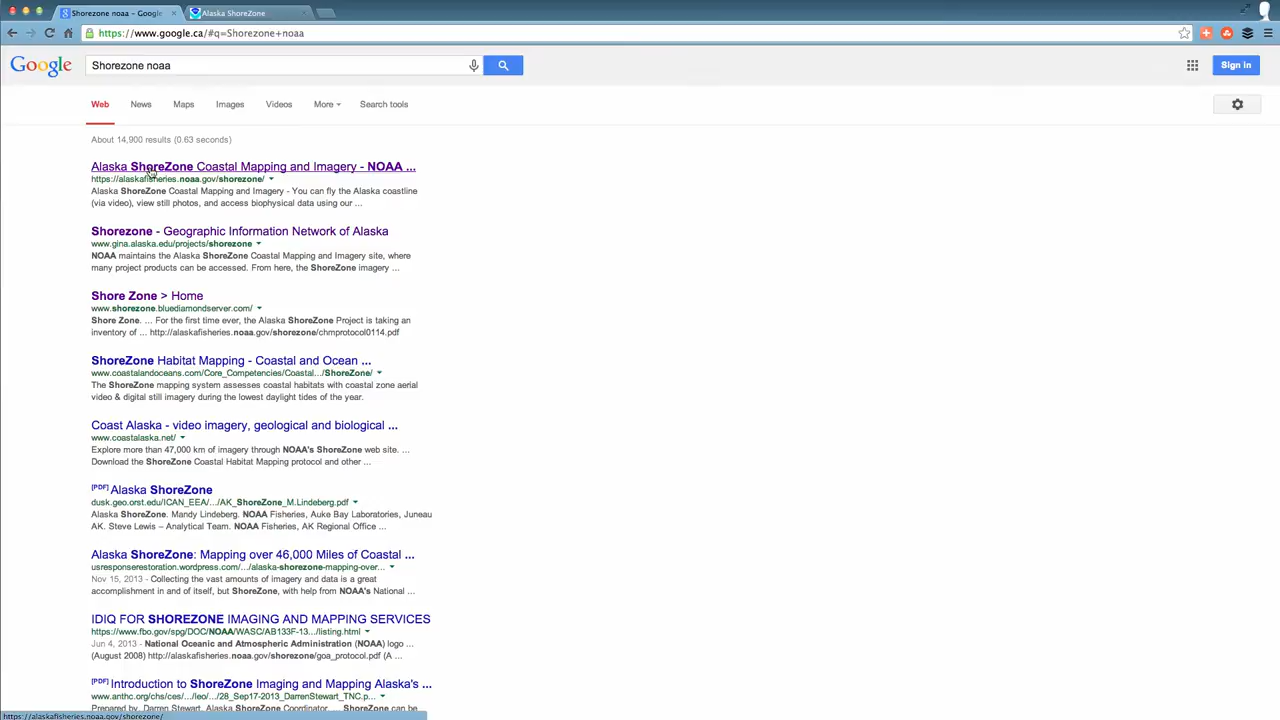 Shorezone noaa - Google
Alaska ShoreZone
https://www.google.ca/#q=Shorezone+noaa
Google
Shorezone noaa
Sign in
Web News Maps Images Videos More Search tools
About 14,900 results (0.63 seconds)
Alaska ShoreZone Coastal Mapping and Imagery - NOAA ...
https://alaskafisheries.noaa.gov/shorezone/
Alaska ShoreZone Coastal Mapping and Imagery - You can fly the Alaska coastline
(via video), view still photos, and access biophysical data using our ...
Shorezone - Geographic Information Network of Alaska
www.gina.alaska.edu/projects/shorezone
NOAA maintains the Alaska ShoreZone Coastal Mapping and Imagery site, where
many project products can be accessed. From here, the ShoreZone imagery ...
Shore Zone > Home
www.shorezone.bluediamondserver.com/
Shore Zone. ... For the first time ever, the Alaska ShoreZone Project is taking an
inventory of ... http://alaskafisheries.noaa.gov/shorezone/chmprotocol0114.pdf
ShoreZone Habitat Mapping - Coastal and Ocean ...
www.coastalandoceans.com/Core_Competencies/Coastal.../ShoreZone/
The ShoreZone mapping system assesses coastal habitats with coastal zone aerial
video & digital still imagery during the lowest daylight tides of the year.
Coast Alaska - video imagery, geological and biological ...
www.coastalaska.net/
Explore more than 47,000 km of imagery through NOAA's ShoreZone web site. ...
Download the ShoreZone Coastal Habitat Mapping protocol and other ...
[PDF] Alaska ShoreZone
dusk.geo.orst.edu/ICAN_EEA/.../AK_ShoreZone_M.Lindeberg.pdf
Alaska ShoreZone. Mandy Lindeberg. NOAA Fisheries, Auke Bay Laboratories, Juneau
AK. Steve Lewis – Analytical Team. NOAA Fisheries, AK Regional Office ...
Alaska ShoreZone: Mapping over 46,000 Miles of Coastal ...
usresponserestoration.wordpress.com/.../alaska-shorezone-mapping-over...
Nov 15, 2013 - Collecting the vast amounts of imagery and data is a great
accomplishment in and of itself, but ShoreZone, with help from NOAA's National ...
IDIQ FOR SHOREZONE IMAGING AND MAPPING SERVICES
https://www.fbo.gov/spg/DOC/NOAA/WASC/AB133F-13.../listing.html
Jun 4, 2013 - National Oceanic and Atmospheric Administration (NOAA) logo ...
(August 2008) http://alaskafisheries.noaa.gov/shorezone/goa_protocol.pdf (A ...
[PDF] Introduction to ShoreZone Imaging and Mapping Alaska's ...
www.anthc.org/chs/ces/.../leo/.../28_Sep17-2013_DarrenStewart_TNC.p...
Prepared by. Darren Stewart. Alaska ShoreZone Coordinator. ... ShoreZone can be
https://alaskafisheries.noaa.gov/shorezone/